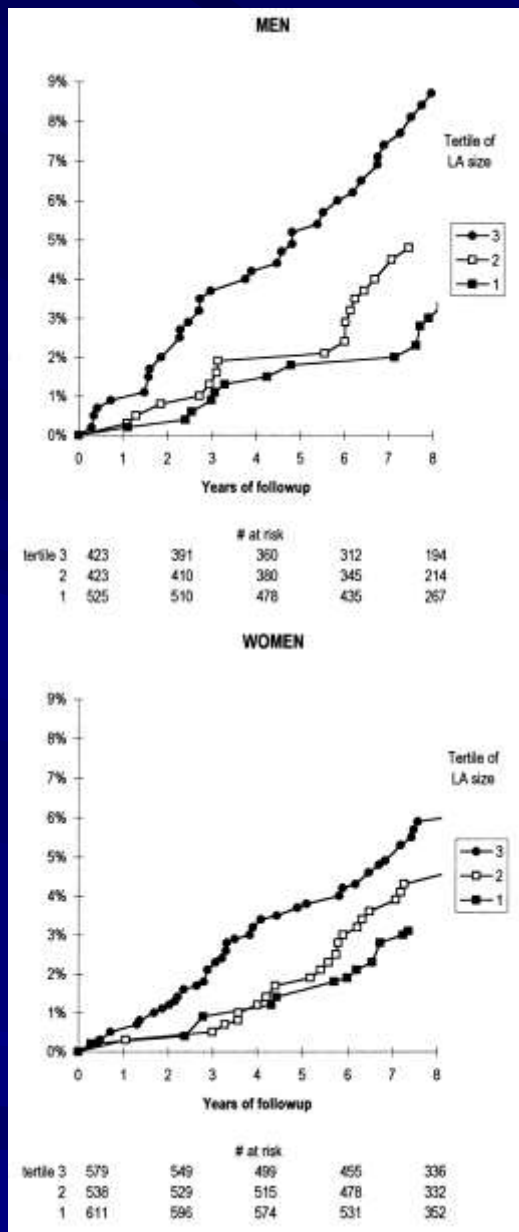 MEN
9%
8%
7%
6%
5%
4%
3%
2%
1%
0%
Tertile of
LA size
3
2
1
0 1 2 3 4 5 6 7 8
Years of followup
# at risk
tertile 3 423 391 360 312 194
2 423 410 380 345 214
1 525 510 478 435 267
WOMEN
9%
8%
7%
6%
5%
4%
3%
2%
1%
0%
Tertile of
LA size
3
2
1
0 1 2 3 4 5 6 7 8
Years of followup
# at risk
tertile 3 579 549 499 455 336
2 538 529 515 478 332
1 611 596 574 531 352